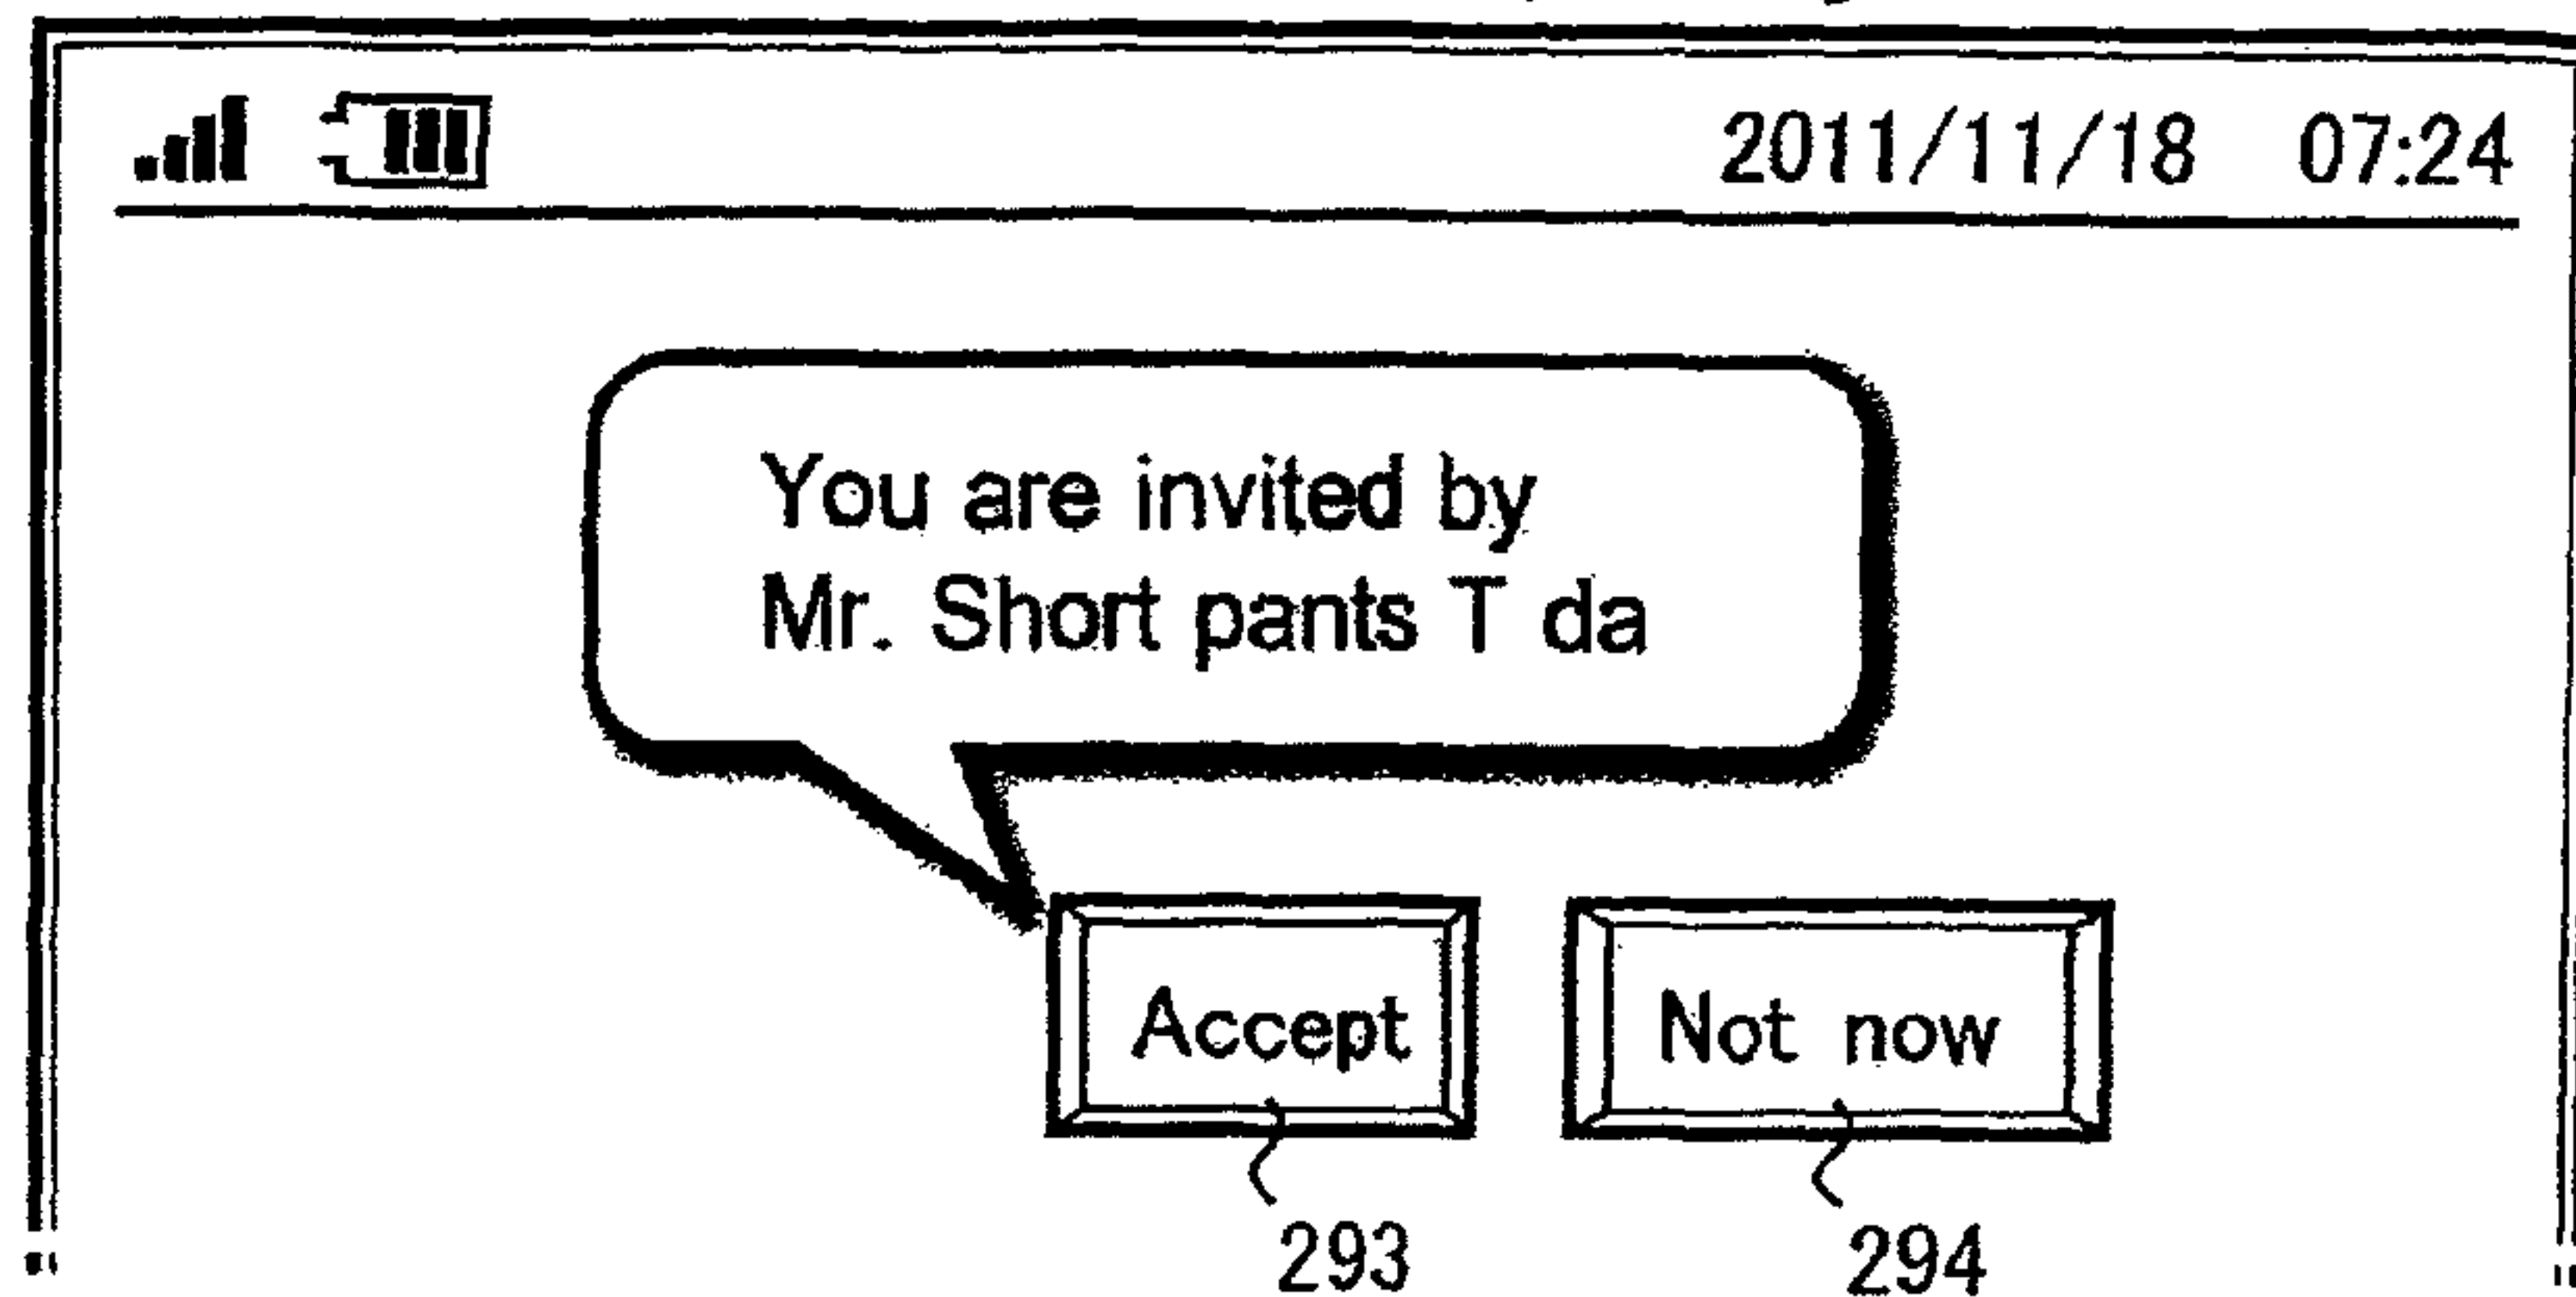 2011/11/18 07:24
You are invited by
Mr. Short pants T da
Accept Not now
293 294